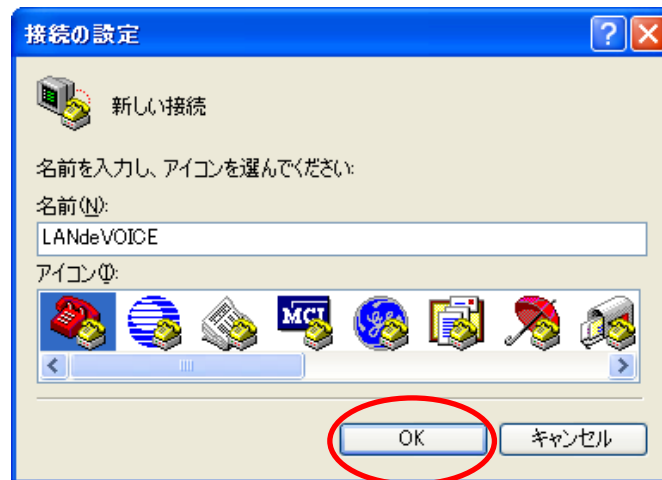 接続の設定
新しい接続
名前を入力し、アイコンを選んでください:
名前(N):
LANdeVOICE
アイコン(I):
MCI
OK
キャンセル